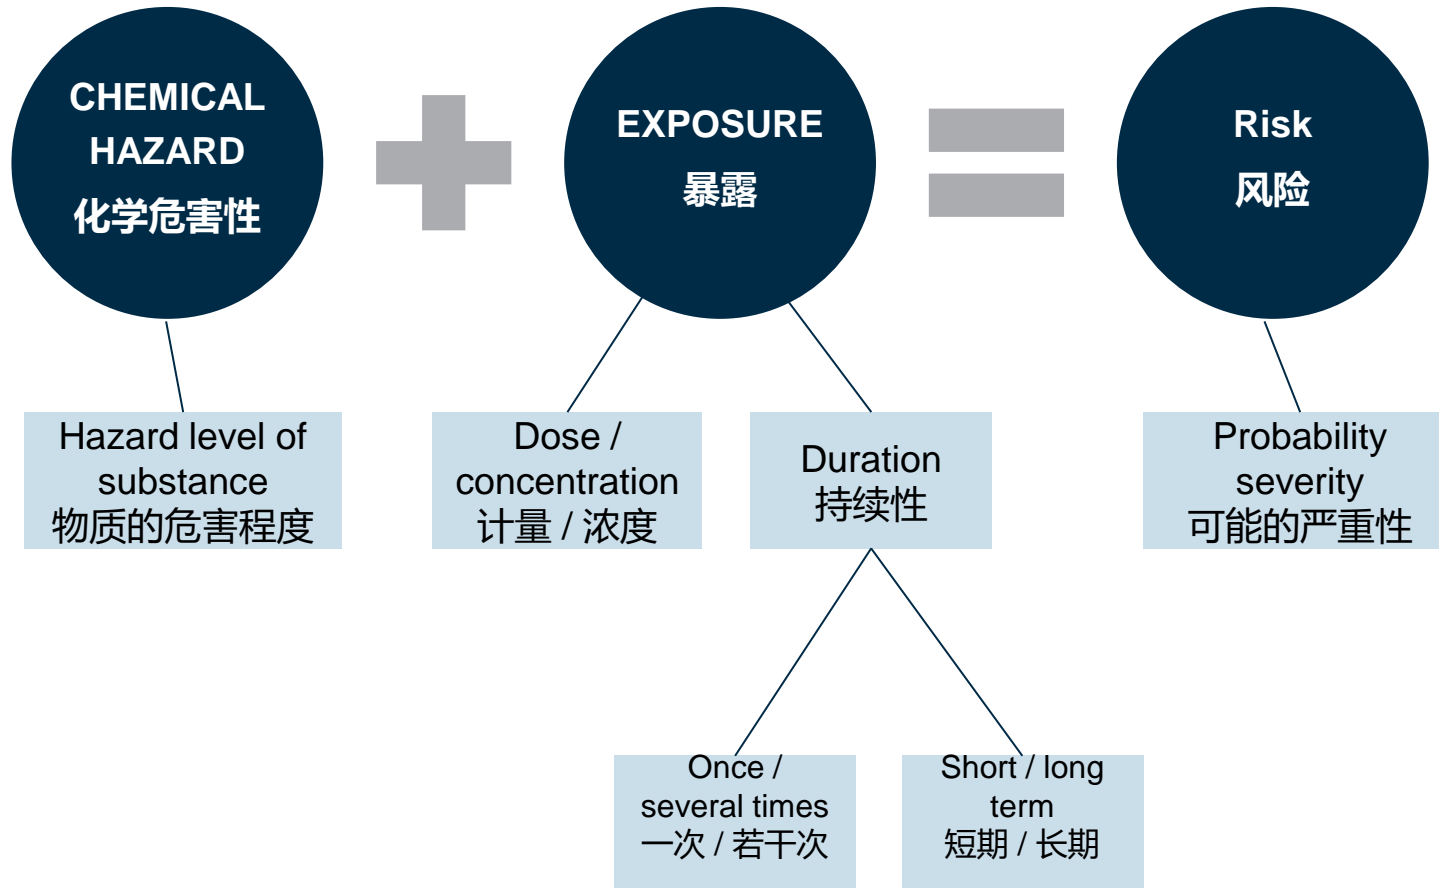 CHEMICAL
HAZARD
化学危害性
EXPOSURE
暴露
Risk
风险
Hazard level of
substance
物质的危害程度
Dose /
concentration
计量 / 浓度
Duration
持续性
Probability
severity
可能的严重性
Once /
several times
一次 / 若干次
Short / long
term
短期 / 长期